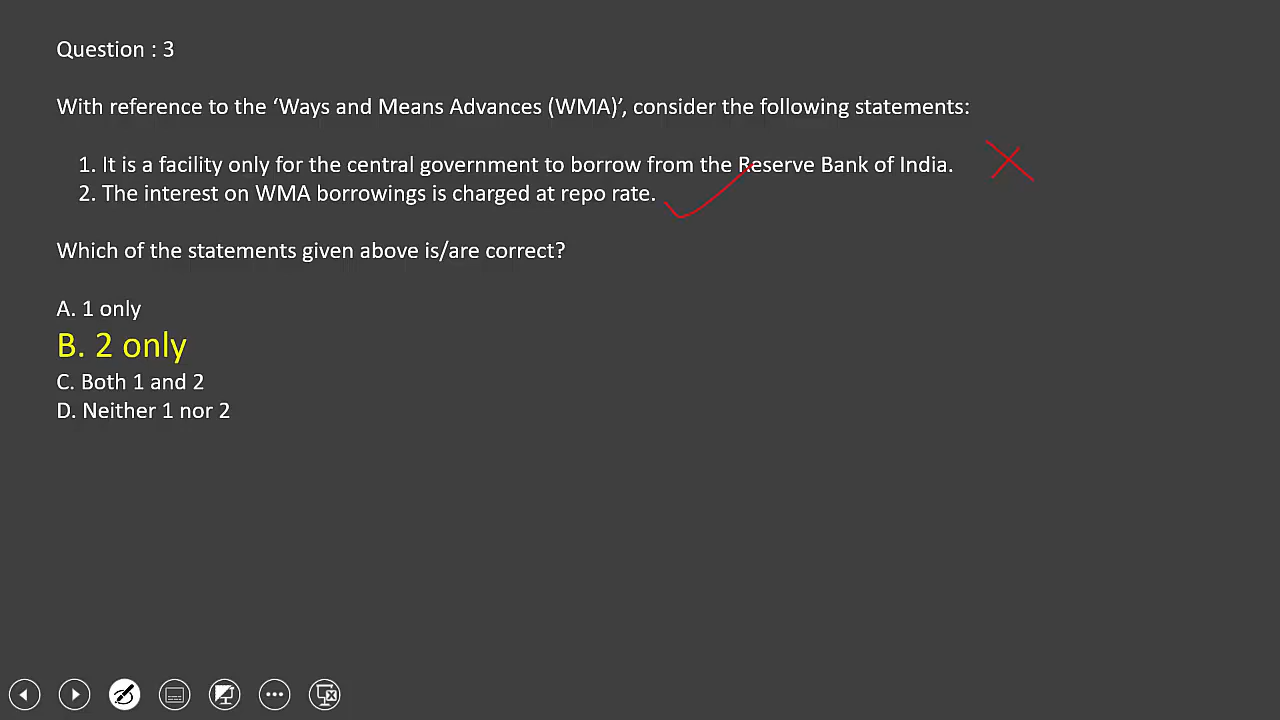 Question : 3
With reference to the ‘Ways and Means Advances (WMA)’, consider the following statements:
1. It is a facility only for the central government to borrow from the Reserve Bank of India.
2. The interest on WMA borrowings is charged at repo rate.
Which of the statements given above is/are correct?
A. 1 only
B. 2 only
C. Both 1 and 2
D. Neither 1 nor 2